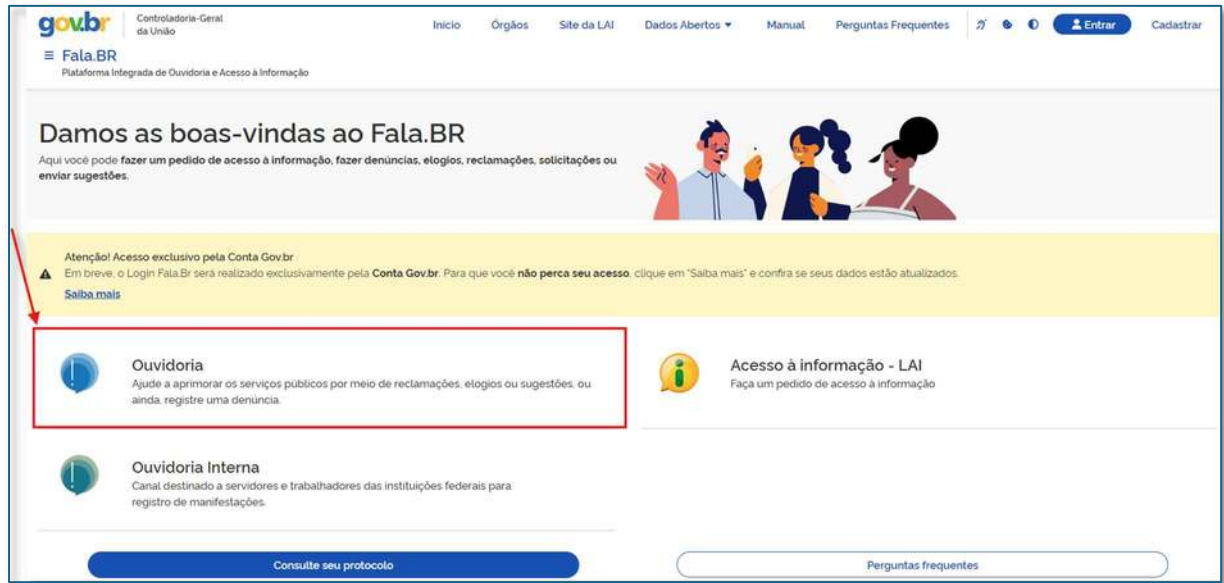 gov.br
Controladoria-Geral
da União
Início Órgãos Site da LAI Dados Abertos Manual Perguntas Frequentes Entrar Cadastrar
Fala.BR
Plataforma Integrada de Ouvidoria e Acesso à Informação
Damos as boas-vindas ao Fala.BR
Aqui você pode fazer um pedido de acesso à informação, fazer denúncias, elogios, reclamações, solicitações ou
enviar sugestões.
Atenção! Acesso exclusivo pela Conta Gov.br
Em breve, o Login Fala.Br será realizado exclusivamente pela Conta Gov.br. Para que você não perca seu acesso, clique em "Saiba mais" e confira se seus dados estão atualizados.
Saiba mais
Ouvidoria
Ajude a aprimorar os serviços públicos por meio de reclamações, elogios ou sugestões, ou
ainda, registre uma denúncia.
Acesso à informação - LAI
Faça um pedido de acesso à informação
Ouvidoria Interna
Canal destinado a servidores e trabalhadores das instituições federais para
registro de manifestações.
Consulte seu protocolo
Perguntas frequentes